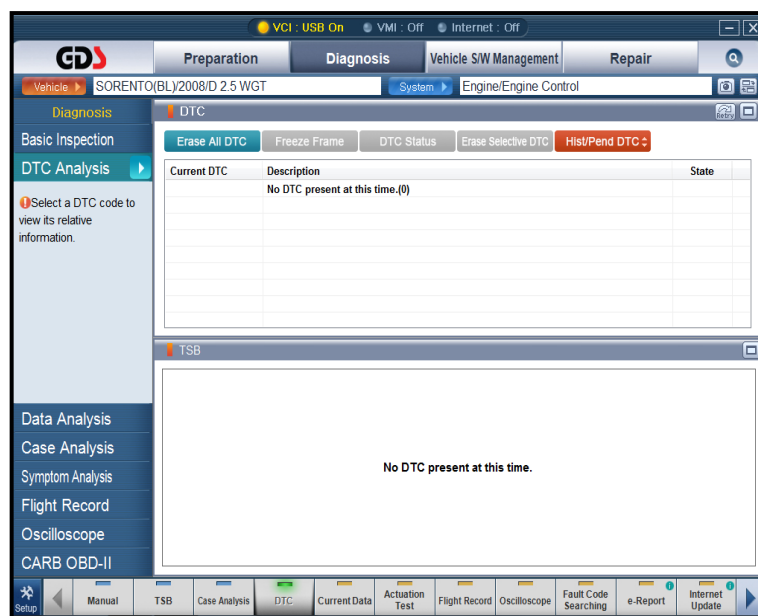 VCI : USB On VMI : Off Internet : Off
GDS Preparation Diagnosis Vehicle S/W Management Repair
Vehicle SORENTO(BL)/2008/D 2.5 WGT System Engine/Engine Control
Diagnosis
Basic Inspection
DTC Analysis
Select a DTC code to
view its relative
information.
Data Analysis
Case Analysis
Symptom Analysis
Flight Record
Oscilloscope
CARB OBD-II
DTC Retry
Erase All DTC Freeze Frame DTC Status Erase Selective DTC Hist/Pend DTC
Current DTC Description State
No DTC present at this time.(0)
TSB
No DTC present at this time.
Setup Manual TSB Case Analysis DTC Current Data Actuation
Test Flight Record Oscilloscope Fault Code
Searching e-Report Internet
Update